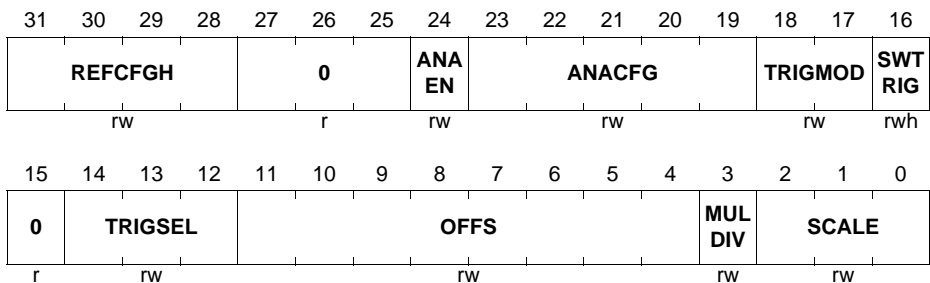 31 30 29 28 27 26 25 24 23 22 21 20 19 18 17 16
REFCFGH 0 ANA EN ANACFG TRIGMOD SWT RIG
rw r rw rw rw rwh
15 14 13 12 11 10 9 8 7 6 5 4 3 2 1 0
0 TRIGSEL OFFS MUL DIV SCALE
r rw rw rw rw